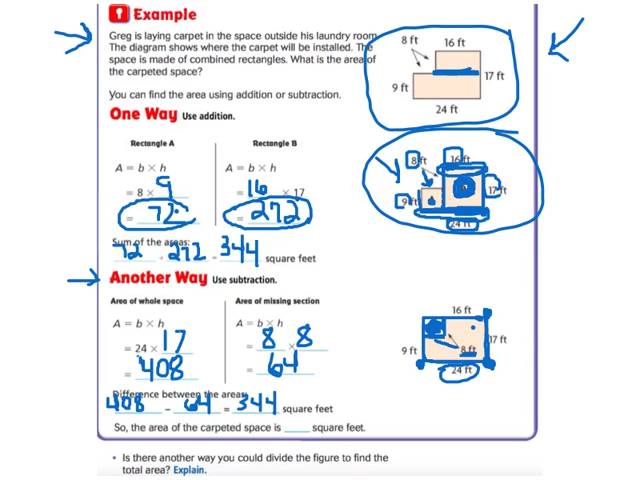 Example
Greg is laying carpet in the space outside his laundry room.
The diagram shows where the carpet will be installed. The
space is made of combined rectangles. What is the area of
the carpeted space?
You can find the area using addition or subtraction.
8 ft 16 ft
9 ft 17 ft
24 ft
One Way Use addition.
Rectangle A Rectangle B
A = b × h A = b × h
= 8 × 9 = 16 × 17
= 72 = 272
Sum of the areas:
72 + 272 = 344 square feet
8 ft 16 ft
9 ft 17 ft
24 ft
Another Way Use subtraction.
Area of whole space Area of missing section
A = b × h A = b × h
= 24 × 17 = 8 × 8
= 408 = 64
Difference between the areas:
408 - 64 = 344 square feet
16 ft
9 ft 8 ft 17 ft
24 ft
So, the area of the carpeted space is square feet.
• Is there another way you could divide the figure to find the
total area? Explain.